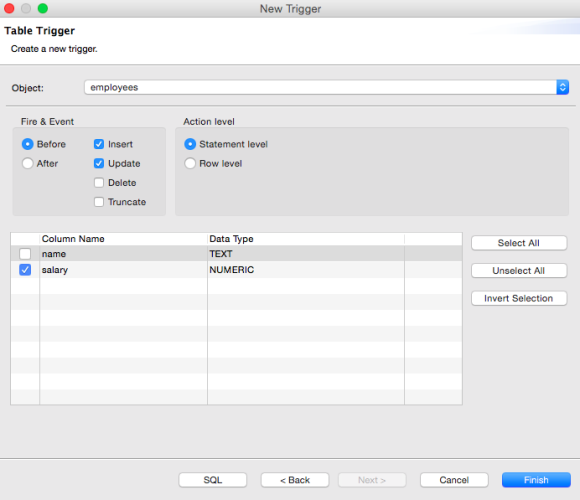 New Trigger
Table Trigger
Create a new trigger.
Object: employees
Fire & Event Action level
Before Insert Statement level
After Update Row level
Delete
Truncate
Column Name Data Type
name TEXT
salary NUMERIC
Select All
Unselect All
Invert Selection
SQL < Back Next > Cancel Finish